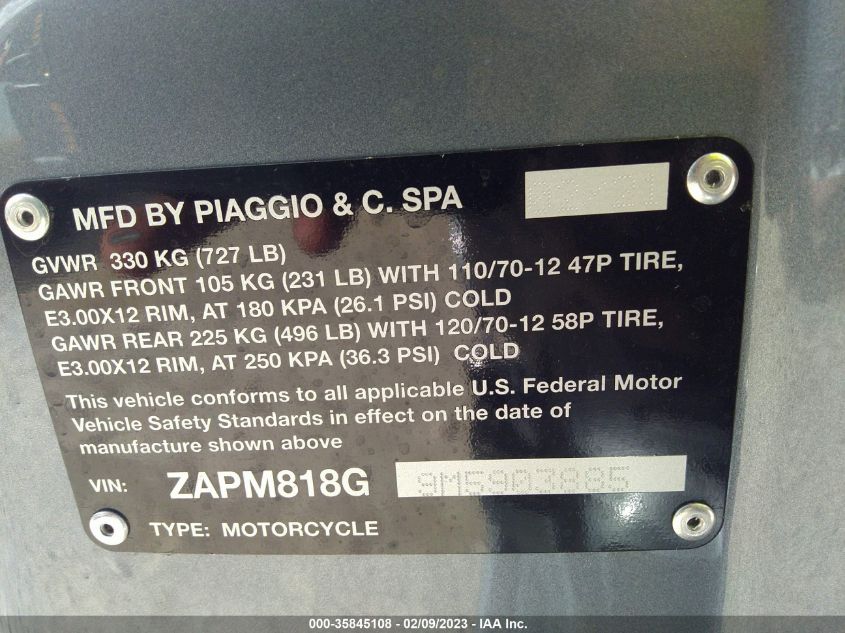 MFD BY PIAGGIO & C. SPA
GVWR 330 KG (727 LB)
GAWR FRONT 105 KG (231 LB) WITH 110/70-12 47P TIRE,
E3.00X12 RIM, AT 180 KPA (26.1 PSI) COLD
GAWR REAR 225 KG (496 LB) WITH 120/70-12 58P TIRE,
E3.00X12 RIM, AT 250 KPA (36.3 PSI) COLD
This vehicle conforms to all applicable U.S. Federal Motor
Vehicle Safety Standards in effect on the date of
manufacture shown above
VIN: ZAPM818G 9M5903885
TYPE: MOTORCYCLE
000-35845108 - 02/09/2023 - IAA Inc.